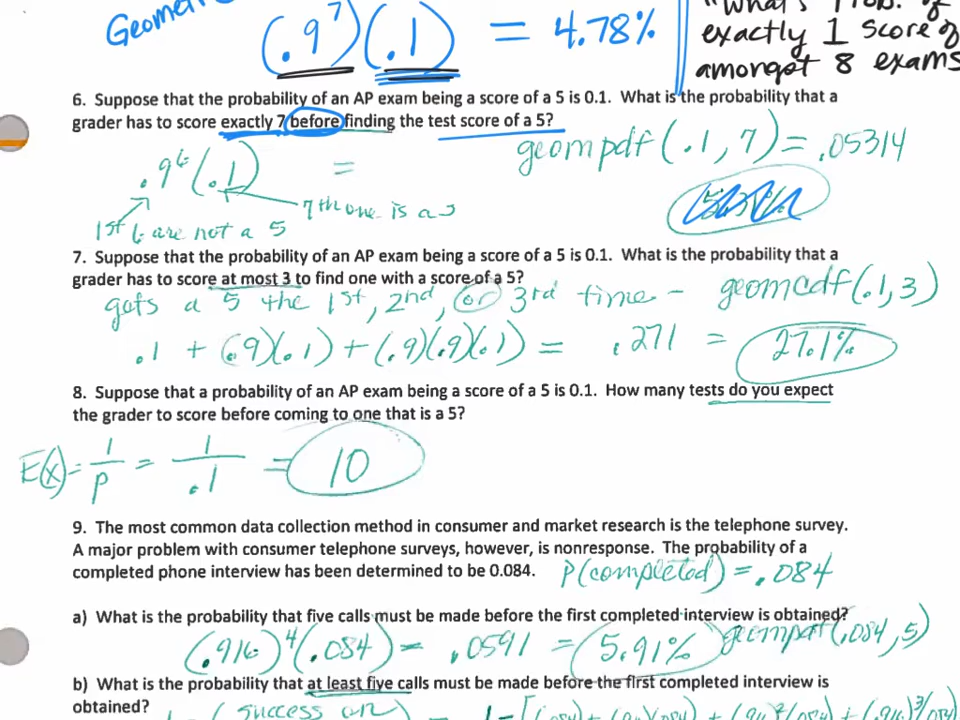 Geomet
(.9⁷)(.1) = 4.78%
"What's Prob. of
exactly 1 score of
amongst 8 exams
6. Suppose that the probability of an AP exam being a score of a 5 is 0.1. What is the probability that a
grader has to score exactly 7 before finding the test score of a 5?
geompdf(.1, 7) = .05314
.9⁶(.1) =
7th one is a 5
1st 6 are not a 5
7. Suppose that the probability of an AP exam being a score of a 5 is 0.1. What is the probability that a
grader has to score at most 3 to find one with a score of a 5?
gets a 5 the 1st, 2nd, or 3rd time - geomcdf(.1, 3)
.1 + (.9)(.1) + (.9)(.9)(.1) = .271 = 27.1%
8. Suppose that a probability of an AP exam being a score of a 5 is 0.1. How many tests do you expect
the grader to score before coming to one that is a 5?
E(x) = 1/p = 1/.1 = 10
9. The most common data collection method in consumer and market research is the telephone survey.
A major problem with consumer telephone surveys, however, is nonresponse. The probability of a
completed phone interview has been determined to be 0.084. P(completed) = .084
a) What is the probability that five calls must be made before the first completed interview is obtained?
(.916)⁴(.084) = .0591 = 5.91% geompdf(.084, 5)
b) What is the probability that at least five calls must be made before the first completed interview is
obtained?
(success on